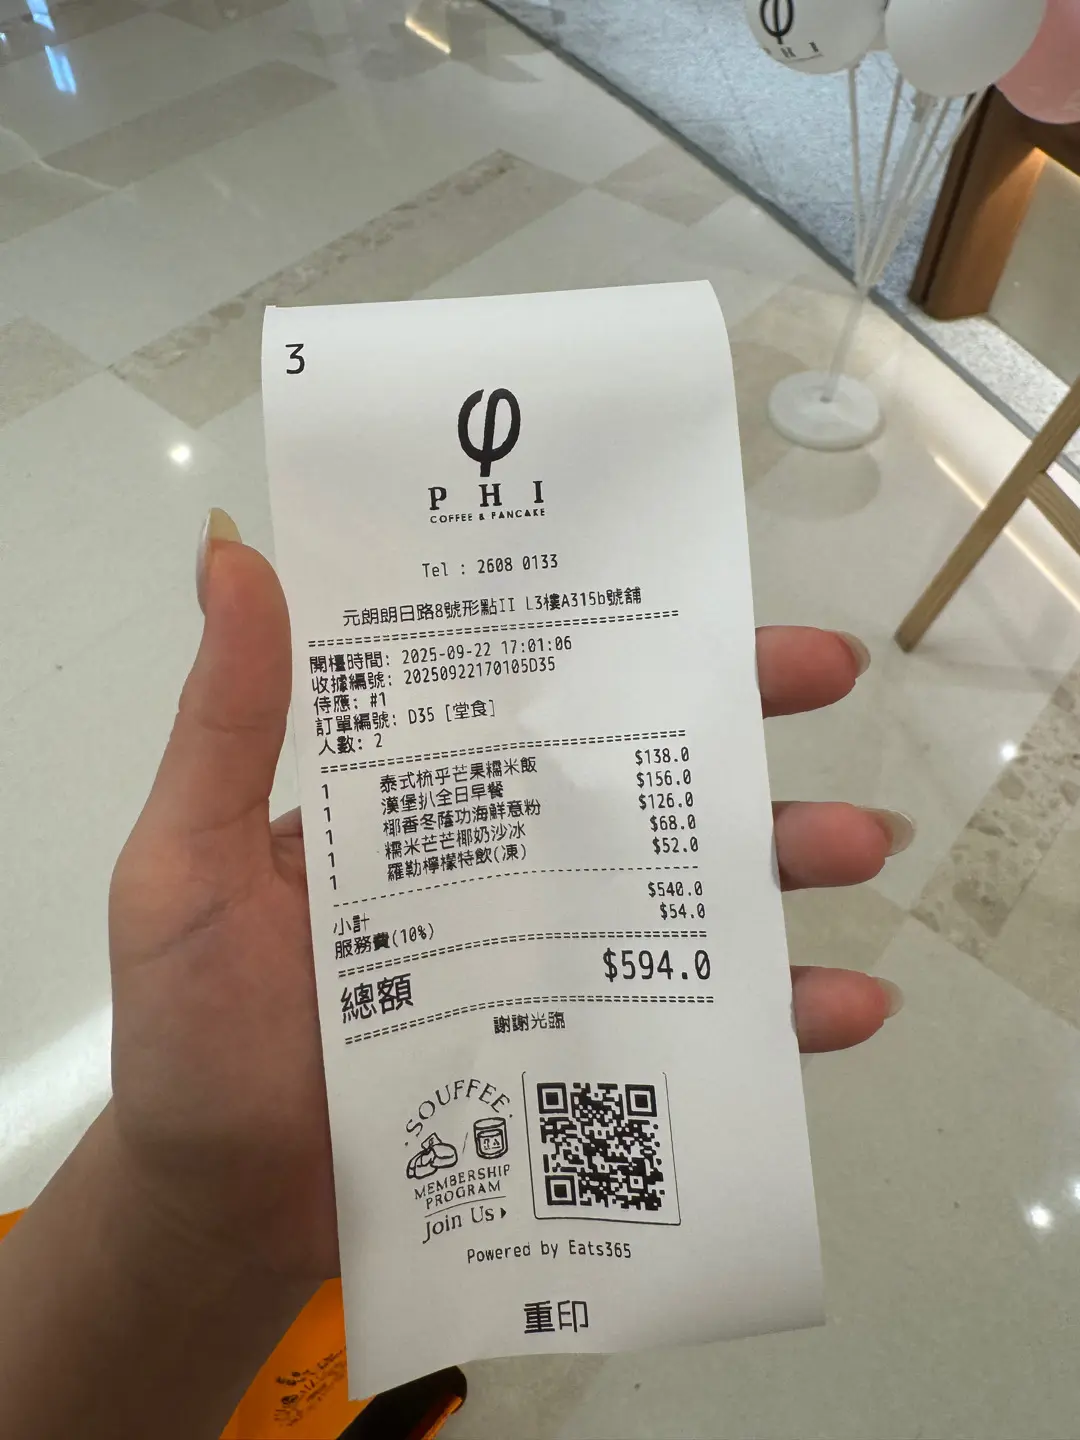 P H I
3
φ
P H I
COFFEE & PANCAKE
Tel : 2608 0133
元朗朗日路8號形點II L3樓A315b號舖
開檯時間: 2025-09-22 17:01:06
收據編號: 20250922170105D35
侍應: #1
訂單編號: D35 [堂食]
人數: 2
1 泰式梳乎芒果糯米飯 $138.0
1 漢堡扒全日早餐 $156.0
1 椰香冬蔭功海鮮意粉 $126.0
1 糯米芒芒椰奶沙冰 $68.0
1 羅勒檸檬特飲(凍) $52.0
小計 $540.0
服務費(10%) $54.0
總額 $594.0
謝謝光臨
SOUFFEE
MEMBERSHIP
PROGRAM
Join Us
Powered by Eats365
重印